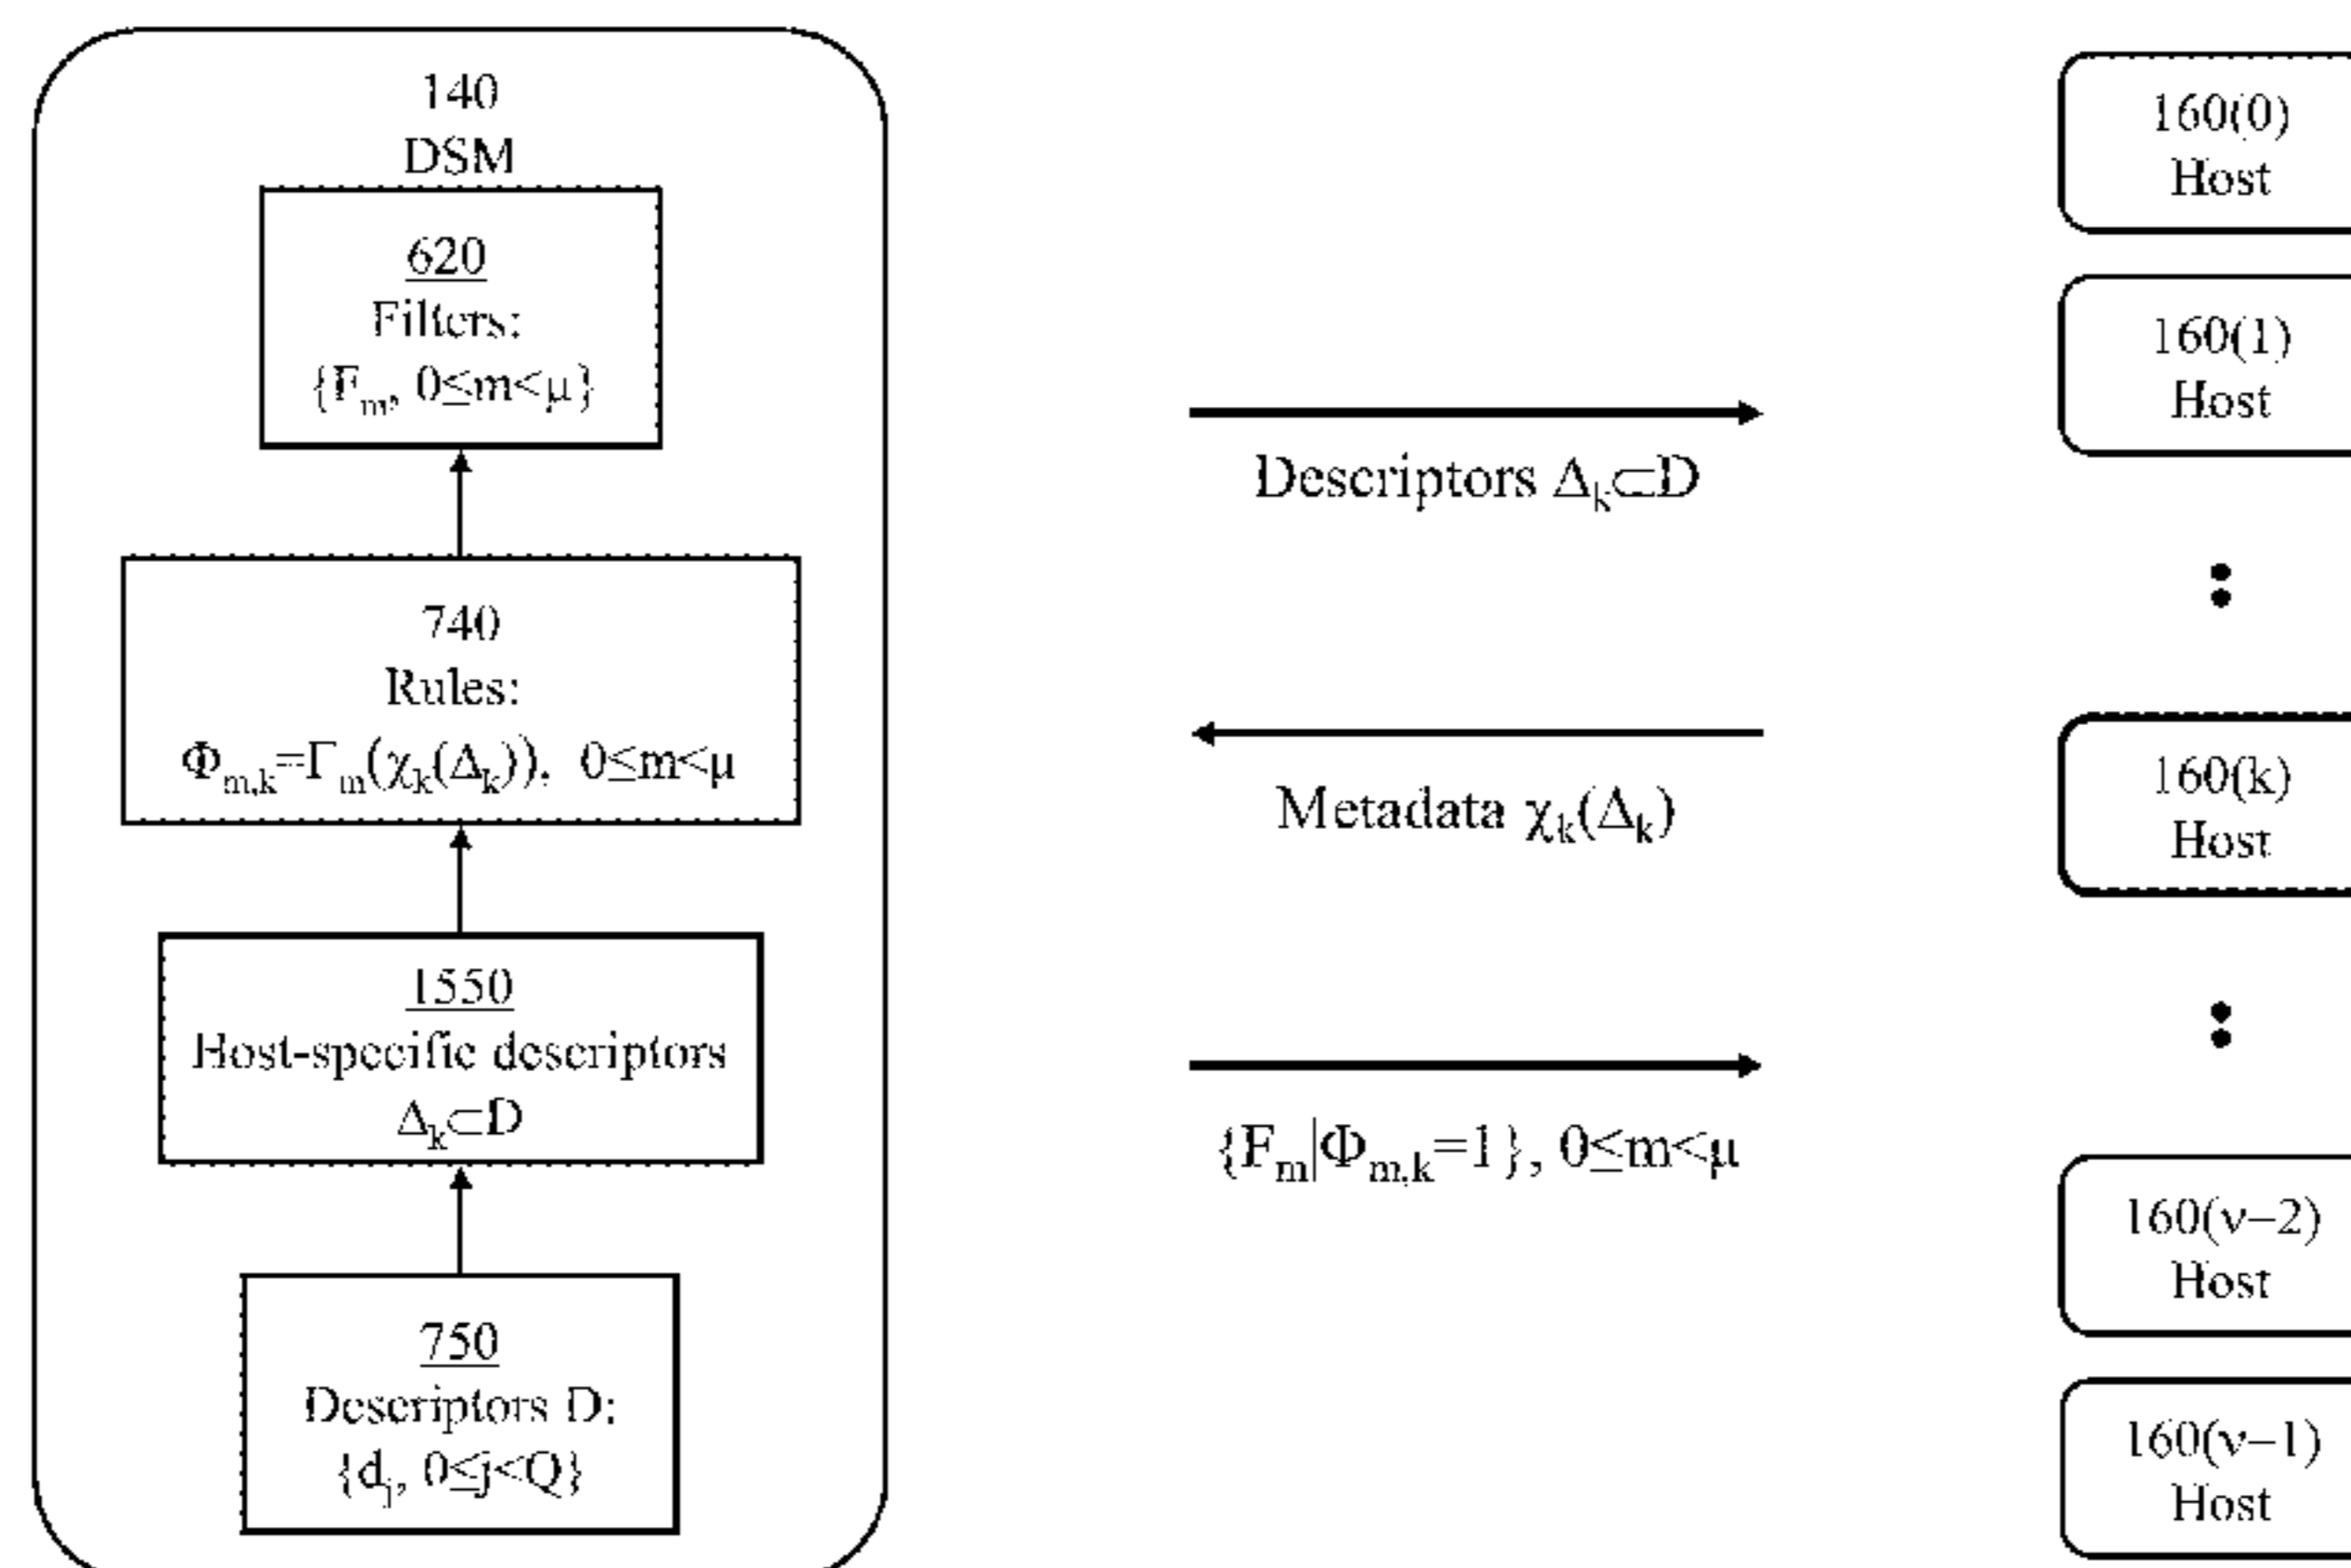 140
DSM
620
Filters:
{Fₘ, 0≤m<μ}
740
Rules:
Φₘ,ₖ=Γₘ(χₖ(Δₖ)), 0≤m<μ
1550
Host-specific descriptors
Δₖ⊂D
750
Descriptors D:
{dⱼ, 0≤j<Q}
Descriptors Δₖ⊂D
Metadata χₖ(Δₖ)
{Fₘ|Φₘ,ₖ=1}, 0≤m<μ
160(0)
Host
160(1)
Host
160(k)
Host
160(ν−2)
Host
160(ν−1)
Host